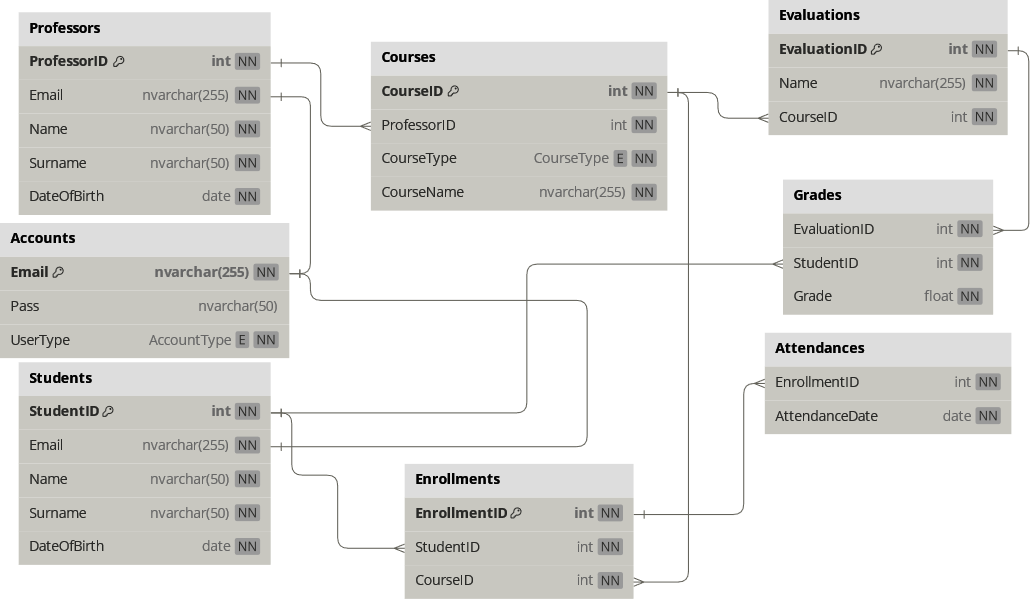 Professors
ProfessorID int NN
Email nvarchar(255) NN
Name nvarchar(50) NN
Surname nvarchar(50) NN
DateOfBirth date NN
Accounts
Email nvarchar(255) NN
Pass nvarchar(50)
UserType AccountType E NN
Students
StudentID int NN
Email nvarchar(255) NN
Name nvarchar(50) NN
Surname nvarchar(50) NN
DateOfBirth date NN
Courses
CourseID int NN
ProfessorID int NN
CourseType CourseType E NN
CourseName nvarchar(255) NN
Enrollments
EnrollmentID int NN
StudentID int NN
CourseID int NN
Evaluations
EvaluationID int NN
Name nvarchar(255) NN
CourseID int NN
Grades
EvaluationID int NN
StudentID int NN
Grade float NN
Attendances
EnrollmentID int NN
AttendanceDate date NN